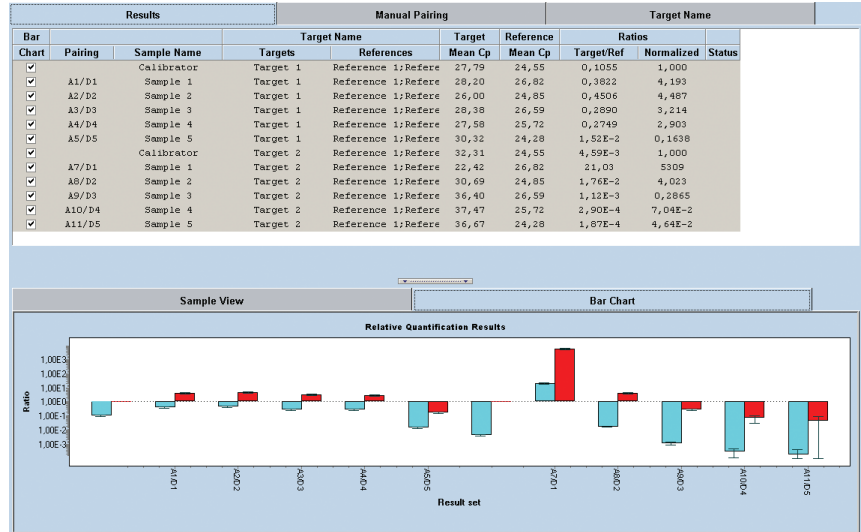 Results Manual Pairing Target Name
Bar Target Name Target Reference Ratios
Chart Pairing Sample Name Targets References Mean Cp Mean Cp Target/Ref Normalized Status
Calibrator Target 1 Reference 1;Refere 27,79 24,55 0,1055 1,000
A1/D1 Sample 1 Target 1 Reference 1;Refere 28,20 26,82 0,3822 4,193
A2/D2 Sample 2 Target 1 Reference 1;Refere 26,00 24,85 0,4506 4,487
A3/D3 Sample 3 Target 1 Reference 1;Refere 28,38 26,59 0,2890 3,214
A4/D4 Sample 4 Target 1 Reference 1;Refere 27,58 25,72 0,2749 2,903
A5/D5 Sample 5 Target 1 Reference 1;Refere 30,32 24,28 1,52E-2 0,1638
Calibrator Target 2 Reference 1;Refere 32,31 24,55 4,59E-3 1,000
A7/D1 Sample 1 Target 2 Reference 1;Refere 22,42 26,82 21,03 5309
A8/D2 Sample 2 Target 2 Reference 1;Refere 30,69 24,85 1,76E-2 4,023
A9/D3 Sample 3 Target 2 Reference 1;Refere 36,40 26,59 1,12E-3 0,2865
A10/D4 Sample 4 Target 2 Reference 1;Refere 37,47 25,72 2,90E-4 7,04E-2
A11/D5 Sample 5 Target 2 Reference 1;Refere 36,67 24,28 1,87E-4 4,64E-2
Sample View Bar Chart
Relative Quantification Results
Ratio
1,00E3
1,00E2
1,00E1
1,00E0
1,00E-1
1,00E-2
1,00E-3
A1/D1 A2/D2 A3/D3 A4/D4 A5/D5 A7/D1 A8/D2 A9/D3 A10/D4 A11/D5
Result set